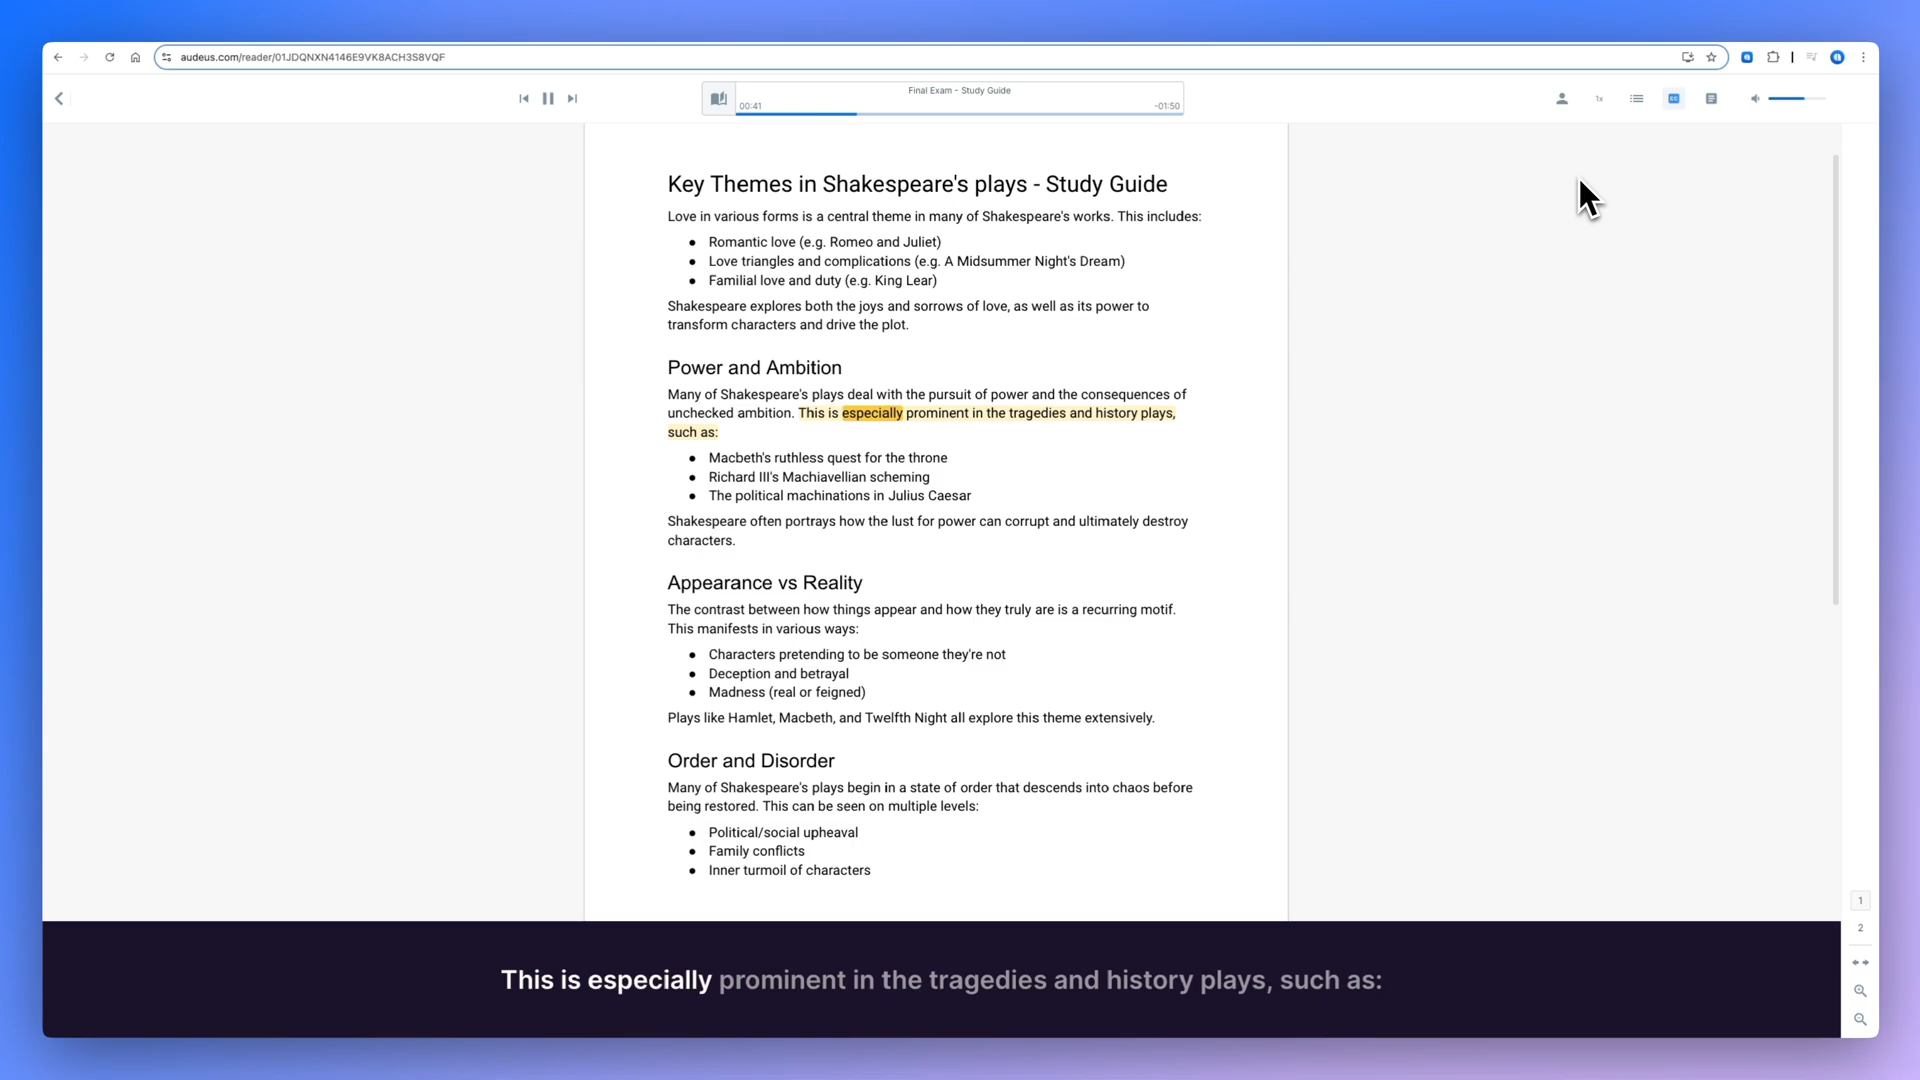 audeus.com/reader/01JDQNXN4146E9VK8ACH3S8VQF
Final Exam - Study Guide
00:41
-01:50
1x
CC
Key Themes in Shakespeare's plays - Study Guide
Love in various forms is a central theme in many of Shakespeare's works. This includes:
● Romantic love (e.g. Romeo and Juliet)
● Love triangles and complications (e.g. A Midsummer Night's Dream)
● Familial love and duty (e.g. King Lear)
Shakespeare explores both the joys and sorrows of love, as well as its power to
transform characters and drive the plot.
Power and Ambition
Many of Shakespeare's plays deal with the pursuit of power and the consequences of
unchecked ambition. This is especially prominent in the tragedies and history plays,
such as:
● Macbeth's ruthless quest for the throne
● Richard III's Machiavellian scheming
● The political machinations in Julius Caesar
Shakespeare often portrays how the lust for power can corrupt and ultimately destroy
characters.
Appearance vs Reality
The contrast between how things appear and how they truly are is a recurring motif.
This manifests in various ways:
● Characters pretending to be someone they're not
● Deception and betrayal
● Madness (real or feigned)
Plays like Hamlet, Macbeth, and Twelfth Night all explore this theme extensively.
Order and Disorder
Many of Shakespeare's plays begin in a state of order that descends into chaos before
being restored. This can be seen on multiple levels:
● Political/social upheaval
● Family conflicts
● Inner turmoil of characters
1
2
This is especially prominent in the tragedies and history plays, such as: